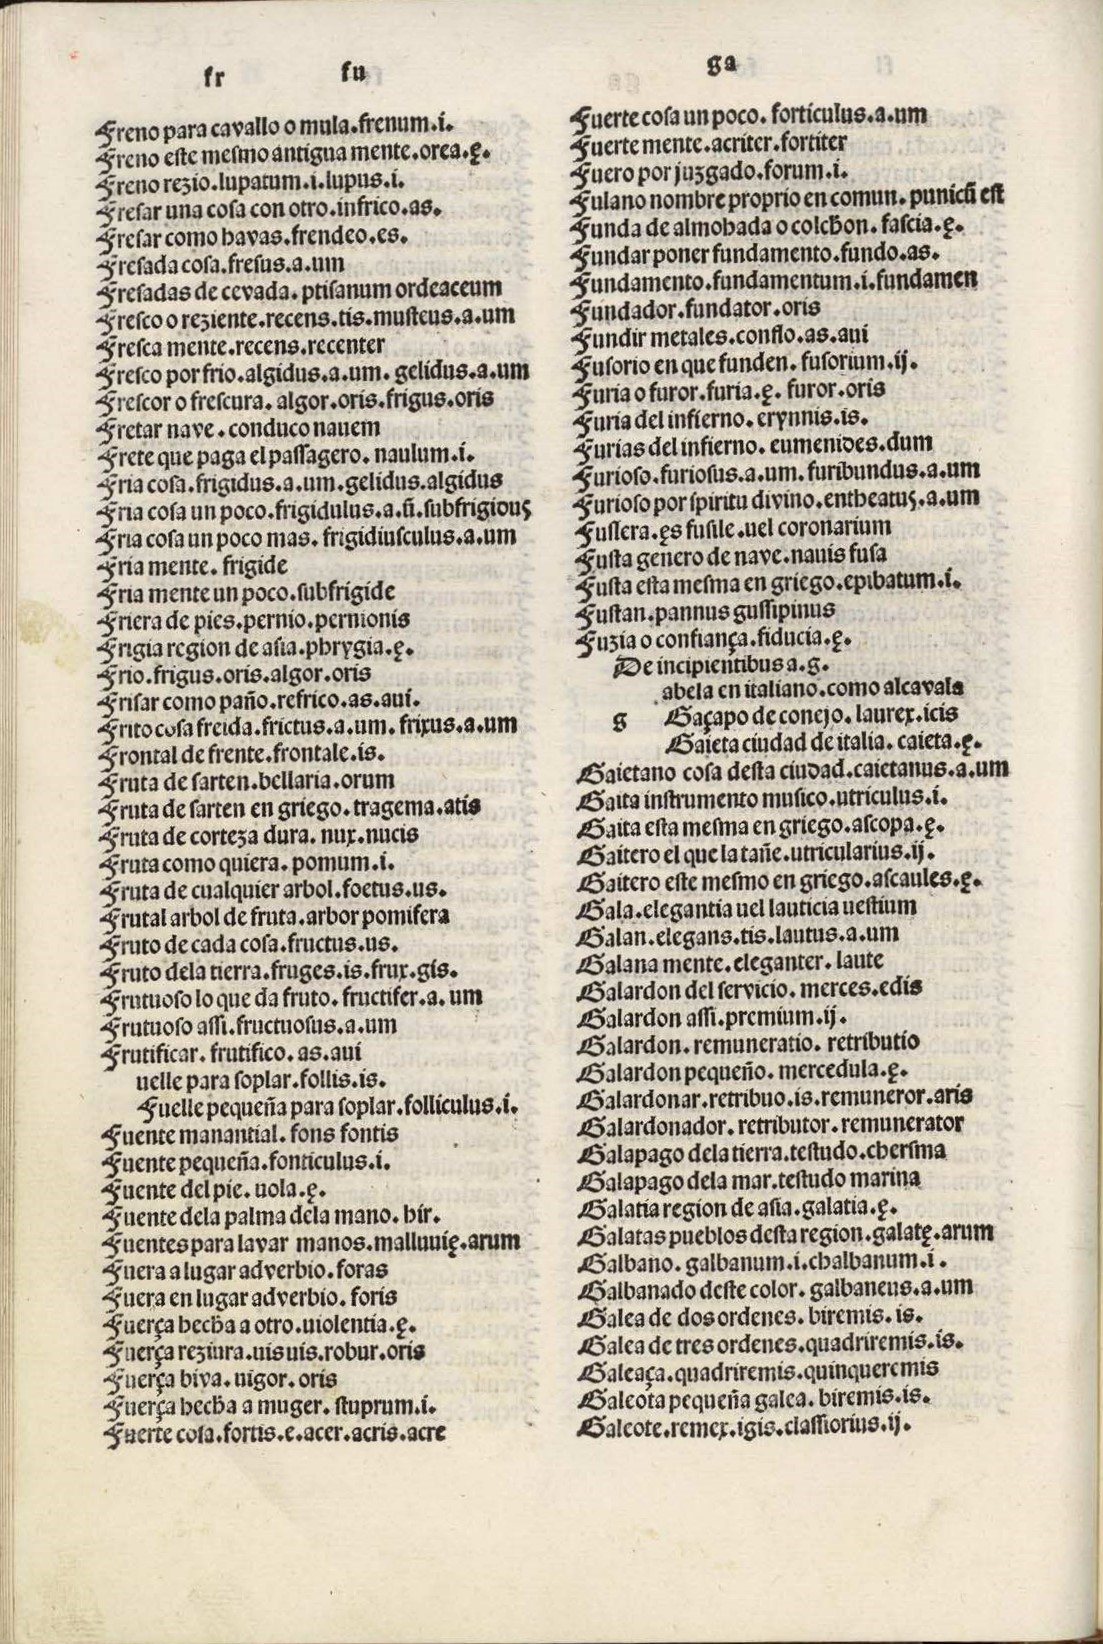 fr fu ga
Freno para cavallo o mula.frenum.i.
Freno este mesmo antigua mente.orea.ę.
Freno rezio.lupatum.i.lupus.i.
Fresar una cosa con otro.infrico.as.
Fresar como havas.frendeo.es.
Fresada cosa.fresus.a.um
Fresadas de cevada. ptisanum ordeaceum
Fresco o reziente.recens.tis.musteus.a.um
Fresca mente.recens.recenter
Fresco por frio.algidus.a.um. gelidus.a.um
Frescor o frescura. algor.oris.frigus.oris
Fretar nave. conduco nauem
Frete que paga el passagero. naulum.i.
Fria cosa.frigidus.a.um.gelidus.algidus
Fria cosa un poco.frigidulus.a.ũ.subfrigidus
Fria cosa un poco mas. frigidiusculus.a.um
Fria mente. frigide
Fria mente un poco.subfrigide
Friera de pies.pernio.pernionis
Frigia region de asia.phrygia.ę.
Frio.frigus.oris.algor.oris
Frisar como paño.refrico.as.aui.
Frito cosa freida.frictus.a.um. frixus.a.um
Frontal de frente.frontale.is.
Fruta de sarten.bellaria.orum
Fruta de sarten en griego.tragema.atis
Fruta de corteza dura. nux.nucis
Fruta como quiera. pomum.i.
Fruta de cualquier arbol.foetus.us.
Frutal arbol de fruta.arbor pomifera
Fruto de cada cosa.fructus.us.
Fruto dela tierra.fruges.is.frux.gis.
Frutuoso lo que da fruto. fructifer.a.um
Frutuoso assi.fructuosus.a.um
Frutificar. frutifico.as.aui
uelle para soplar.follis.is.
Fuelle pequeña para soplar.folliculus.i.
Fuente manantial. fons fontis
Fuente pequeña.fonticulus.i.
Fuente del pie. uola.ę.
Fuente dela palma dela mano. hir.
Fuentes para lavar manos.malluuię.arum
Fuera a lugar adverbio. foras
Fuera en lugar adverbio. foris
Fuerça hecha a otro.uiolentia.ę.
Fuerça reziura.uis uis.robur.oris
Fuerça biva.uigor.oris
Fuerça hecha a muger. stuprum.i.
Fuerte cosa.fortis.e.acer.acris.acre
Fuerte cosa un poco. forticulus.a.um
Fuerte mente.acriter.fortiter
Fuero por juzgado.forum.i.
Fulano nombre proprio en comun. punicũ est
Funda de almohada o colchon. fascia.ę.
Fundar poner fundamento.fundo.as.
Fundamento.fundamentum.i.fundamen
Fundador.fundator.oris
Fundir metales.conflo.as.aui
Fusorio en que funden. fusorium.ij.
Furia o furor.furia.ę. furor.oris
Furia del infierno.erynnis.is.
Furias del infierno. eumenides.dum
Furioso.furiosus.a.um.furibundus.a.um
Furioso por spiritu divino.entheatus.a.um
Fuslera.ęs fusile.uel coronarium
Fusta genero de nave.nauis fusa
Fusta esta mesma en griego.epibatum.i.
Fustan.pannus gussipinus
Fuzia o confiança.fiducia.ę.
De incipientibus a.g.
abela en italiano.como alcavala
g Gaçapo de conejo. laurex.icis
Gaieta ciudad de italia. caieta.ę.
Gaietano cosa desta ciudad.caietanus.a.um
Gaita instrumento musico.utriculus.i.
Gaita esta mesma en griego.ascopa.ę.
Gaitero el que la tañe.utricularius.ij.
Gaitero este mesmo en griego.ascaules.ę.
Gala.elegantia uel lauticia uestium
Galan.elegans.tis.lautus.a.um
Galana mente.eleganter. laute
Galardon del servicio. merces.edis
Galardon assi.premium.ij.
Galardon. remuneratio. retributio
Galardon pequeño. mercedula.ę.
Galardonar.retribuo.is.remuneror.aris
Galardonador. retributor. remunerator
Galapago dela tierra.testudo.chersma
Galapago dela mar.testudo marina
Galatia region de asia.galatia.ę.
Galatas pueblos desta region.galatę.arum
Galbano. galbanum.i.chalbanum.i.
Galbanado deste color. galbaneus.a.um
Galea de dos ordenes. biremis.is.
Galea de tres ordenes.quadriremis.is.
Galeaça.quadriremis.quinqueremis
Galeota pequeña galea. biremis.is.
Galeote.remex.igis.classiorius.ij.